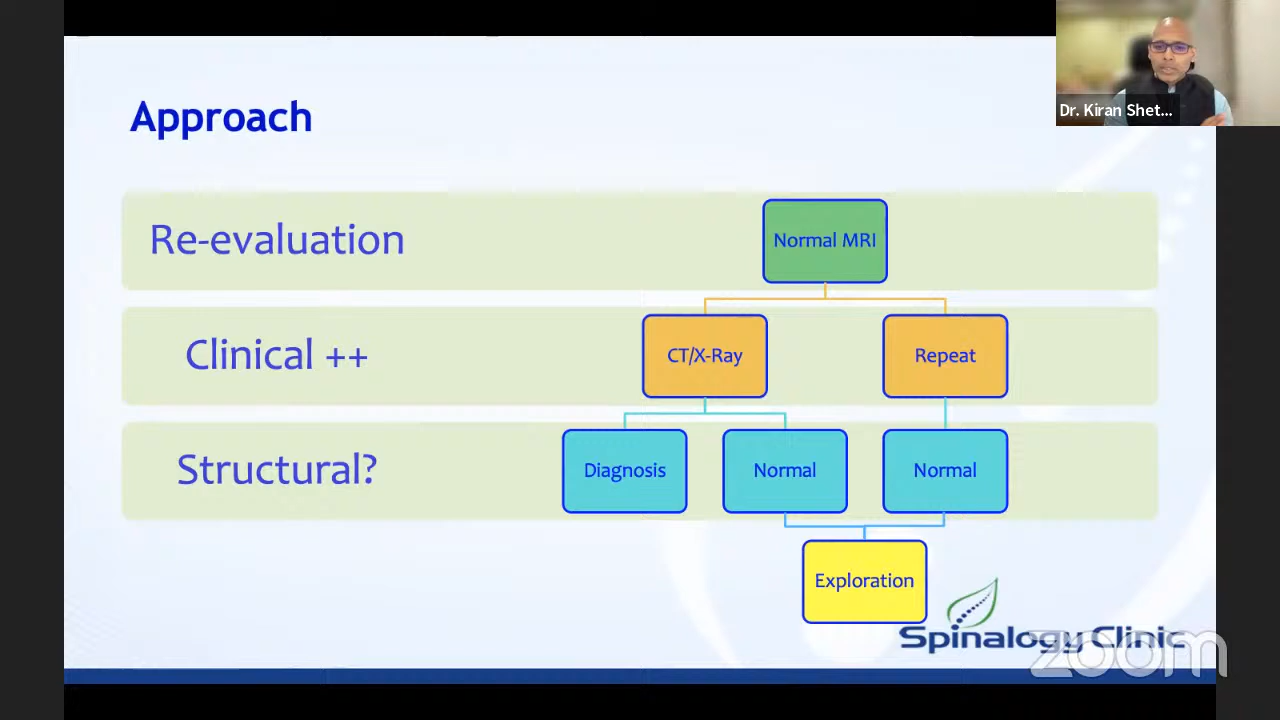 Dr. Kiran Shet...
Approach
Re-evaluation
Normal MRI
Clinical ++
CT/X-Ray
Repeat
Structural?
Diagnosis
Normal
Normal
Exploration
Spinalogy Clinic
zoom